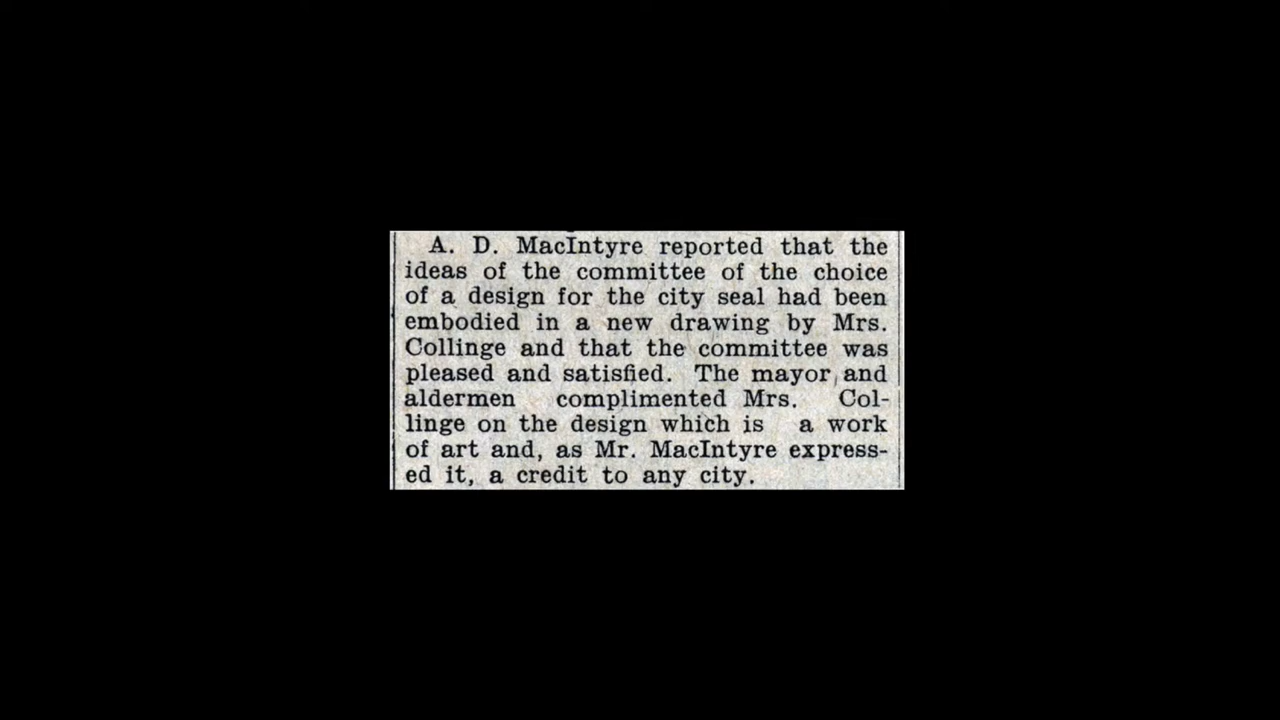 A. D. MacIntyre reported that the
ideas of the committee of the choice
of a design for the city seal had been
embodied in a new drawing by Mrs.
Collinge and that the committee was
pleased and satisfied. The mayor and
aldermen complimented Mrs. Col-
linge on the design which is a work
of art and, as Mr. MacIntyre express-
ed it, a credit to any city.